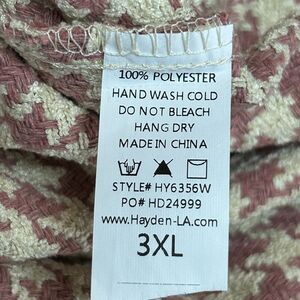 100% POLYESTER
HAND WASH COLD
DO NOT BLEACH
HANG DRY
MADE IN CHINA
STYLE# HY6356W
PO# HD24999
www.Hayden-LA.com
3XL